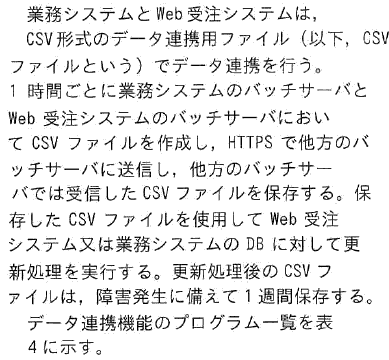 業務システムとWeb受注システムは，
CSV形式のデータ連携用ファイル（以下，CSV
ファイルという）でデータ連携を行う。
1 時間ごとに業務システムのバッチサーバと
Web 受注システムのバッチサーバにおい
て CSV ファイルを作成し，HTTPS で他方のバ
ッチサーバに送信し，他方のバッチサー
バでは受信した CSV ファイルを保存する。保
存した CSV ファイルを使用して Web 受注
システム又は業務システムの DB に対して更
新処理を実行する。更新処理後の CSV フ
ァイルは，障害発生に備えて1週間保存する。
データ連携機能のプログラム一覧を表
4 に示す。